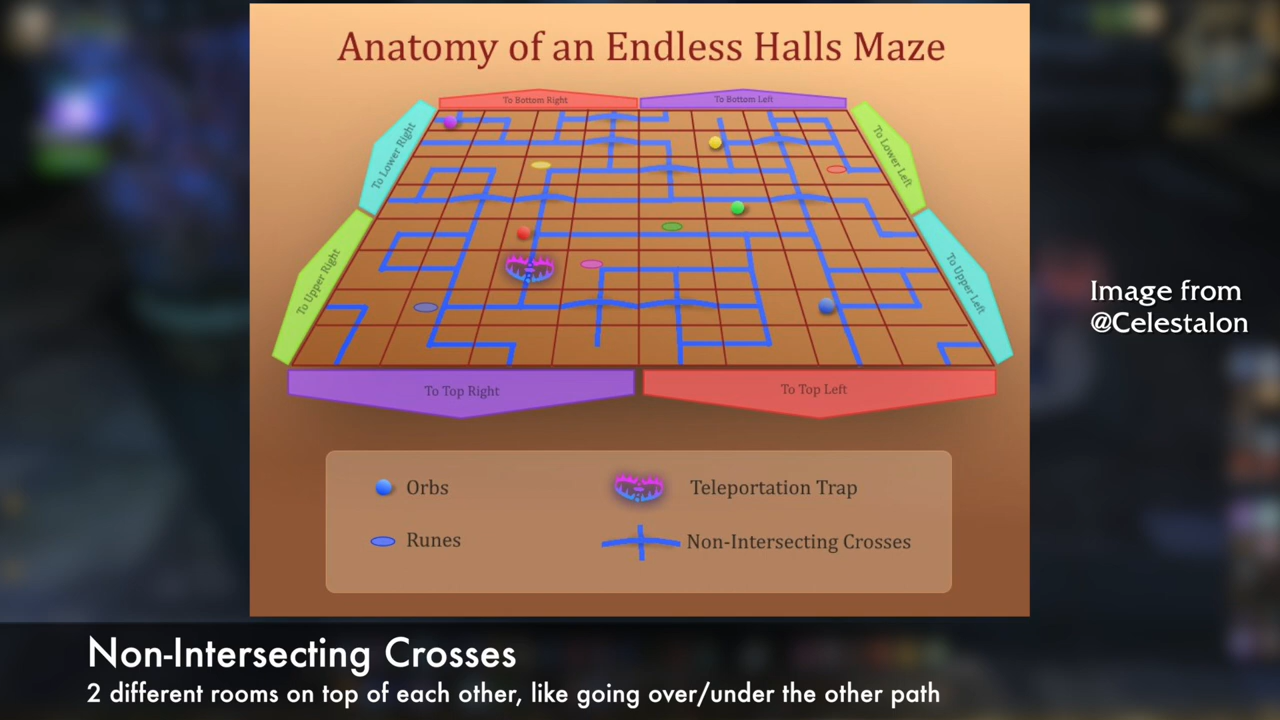 Anatomy of an Endless Halls Maze
To Bottom Right
To Bottom Left
To Lower Right
To Lower Left
To Upper Right
To Upper Left
To Top Right
To Top Left
Orbs
Teleportation Trap
Runes
Non-Intersecting Crosses
Image from
@Celestalon
Non-Intersecting Crosses
2 different rooms on top of each other, like going over/under the other path